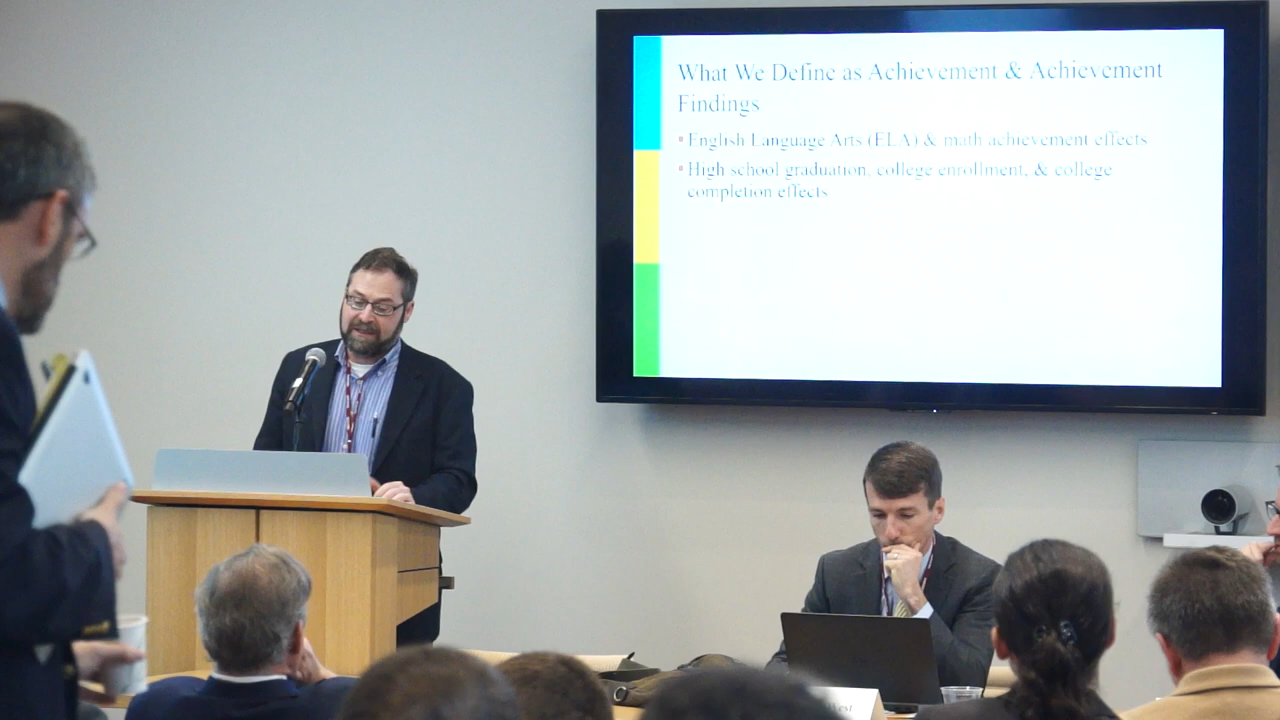 What We Define as Achievement & Achievement
Findings
▪English Language Arts (ELA) & math achievement effects
▪High school graduation, college enrollment, & college
completion effects
West